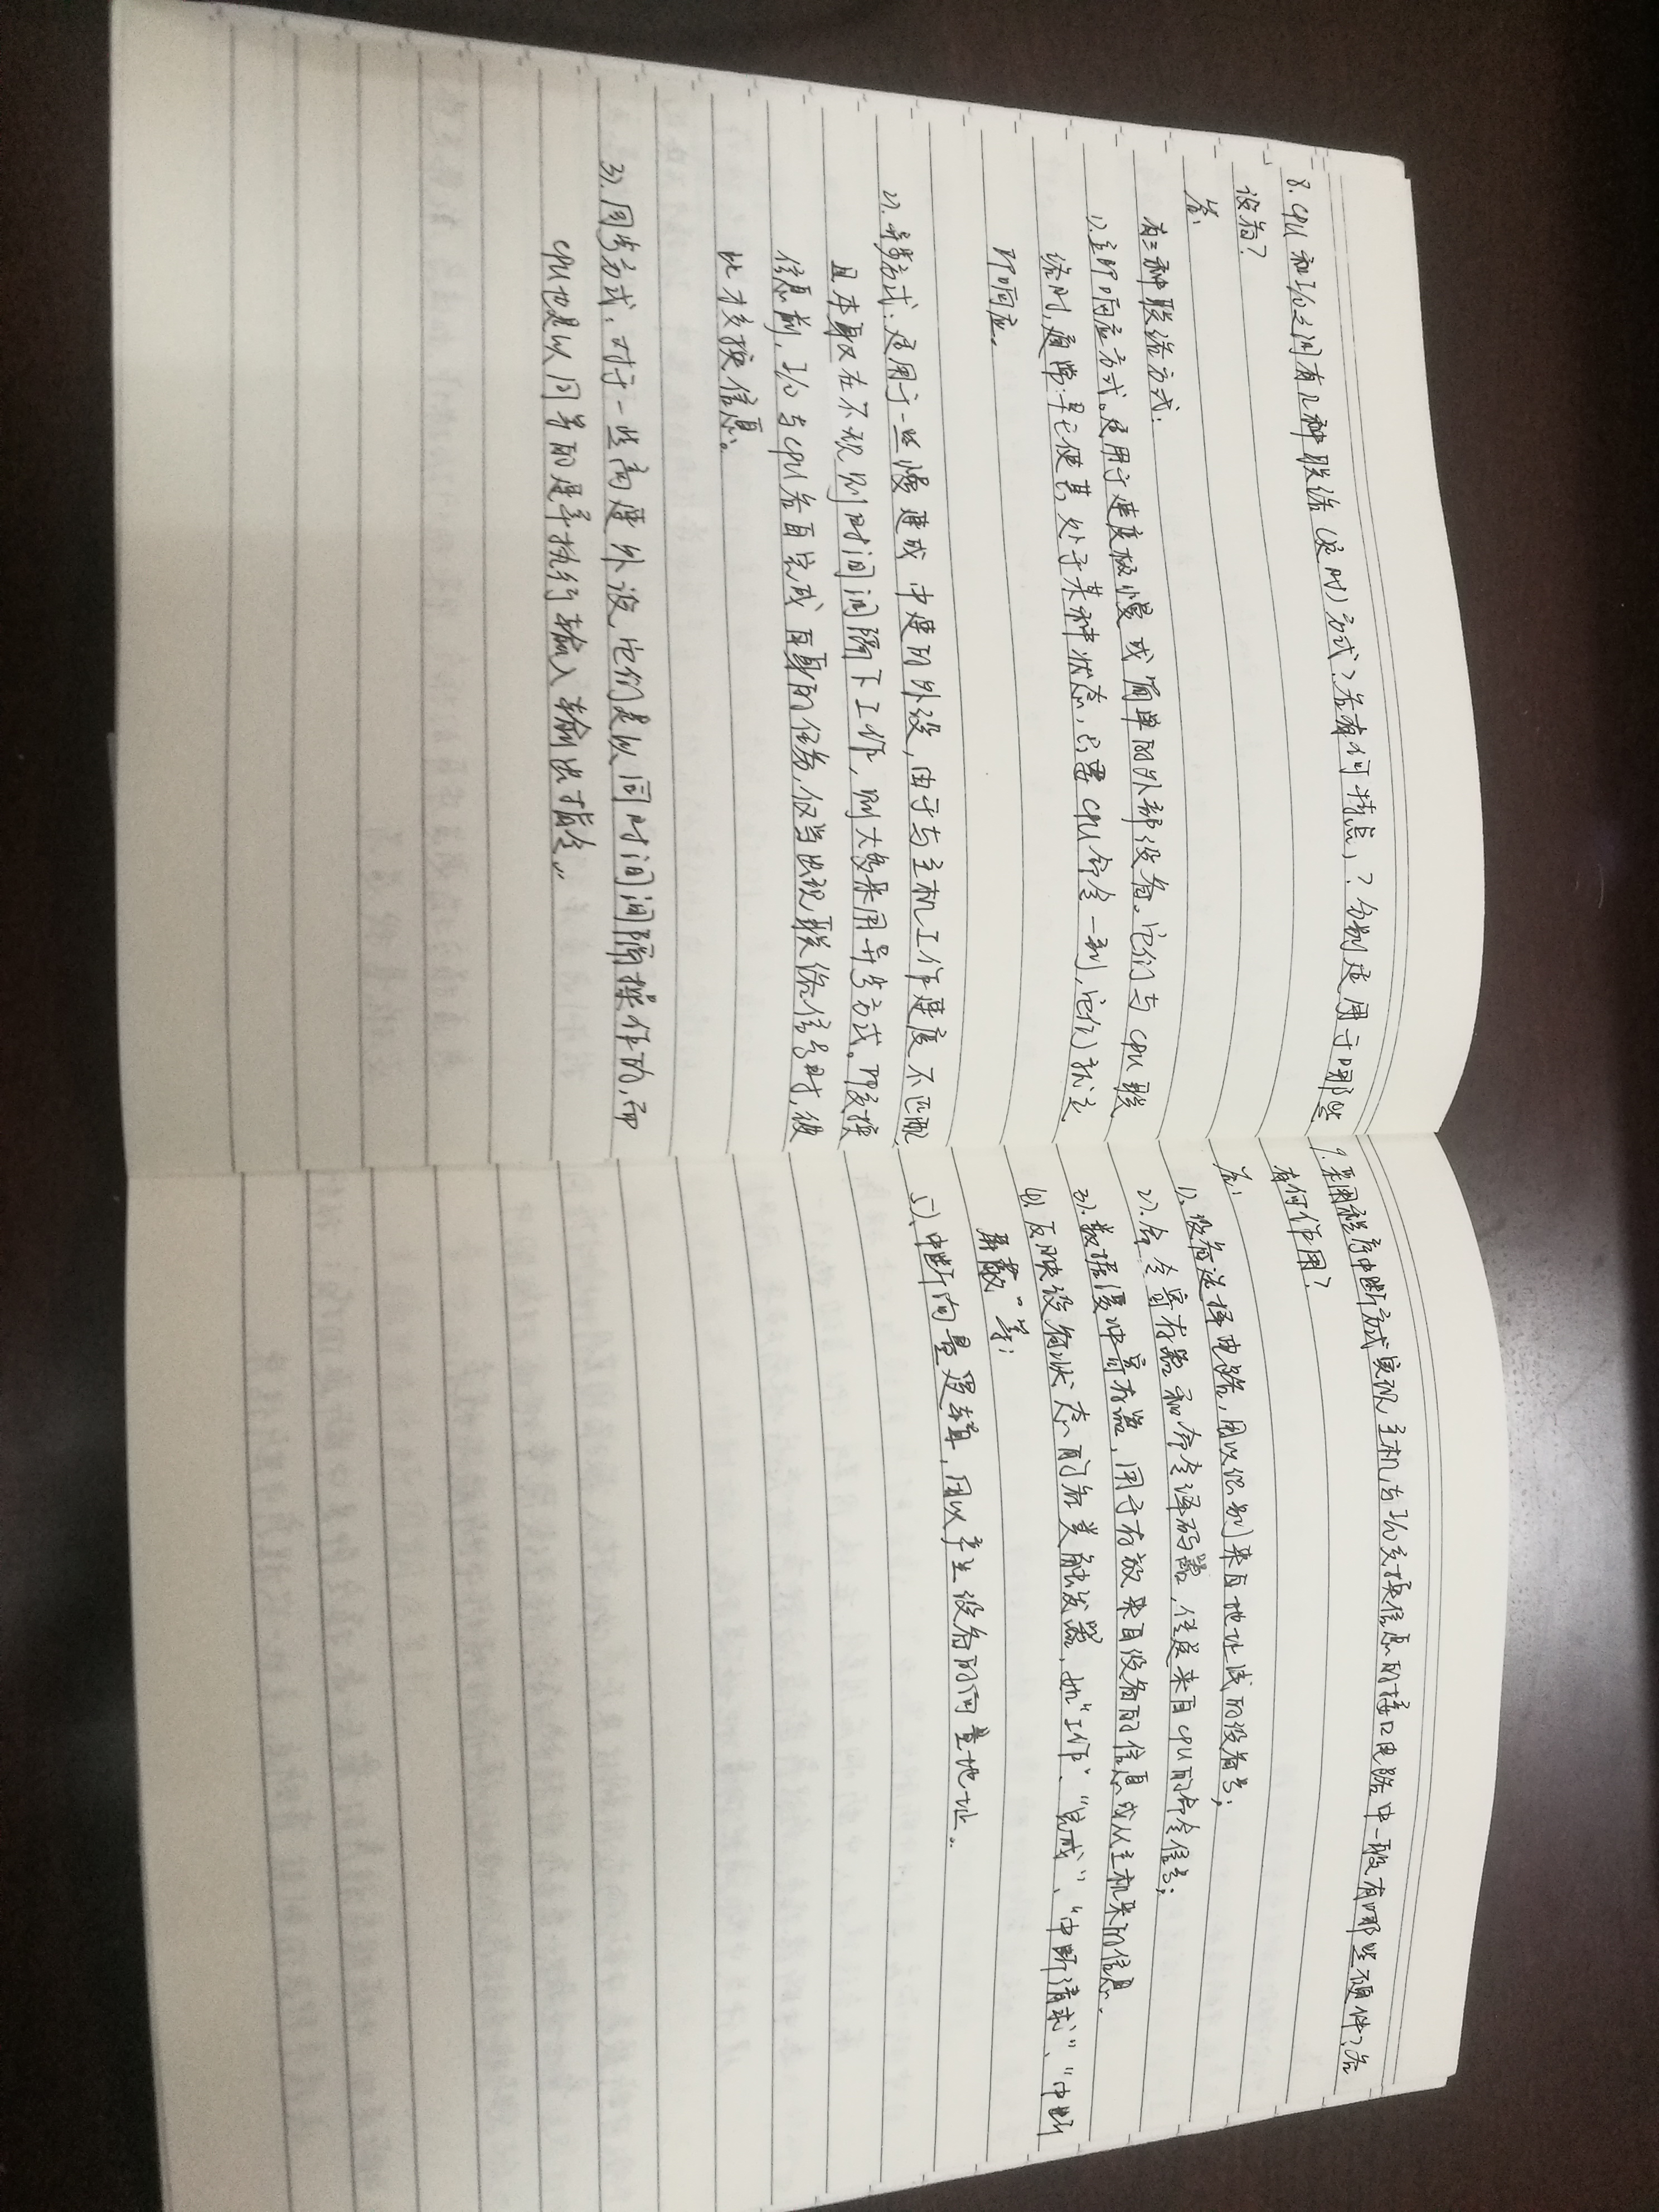 8. CPU和I/O之间有几种联络(定时)方式?各有何特点,?分别适用于哪些
设备?
答:
有三种联络方式:
1). 立即响应方式。适用于速度极慢或简单的外部设备。它们与CPU联
络时,通常早已使其处于某种状态,只要CPU命令一到,它们就立
即响应。
2). 异步方式:适用于一些慢速或中速的外设,由于与主机工作速度不匹配
且本身又在不规则时间间隔下工作,则大多采用异步方式。即交换
信息前,I/O与CPU各自完成自身的任务,仅当出现联络信号时,彼
此才交换信息。
3). 同步方式:对于一些高速外设,它们是以同时间间隔操作的,而
CPU也是以同等的速率执行输入输出指令。
9. 采用程序中断方式实现主机与I/O交换信息的接口电路中一般有哪些硬件?各
有何作用?
答:
1). 设备选择电路,用以识别来自地址线的设备号;
2). 命令寄存器和命令译码器,任意来自CPU的命令信号;
3). 数据缓冲寄存器,用于存放来自设备的信息或从主机来的信息.
4). 反映设备状态的各类触发器,如“工作”、“完成”、“中断请求”、“中断
屏蔽”等;
5). 中断向量逻辑,用以产生设备的向量地址.